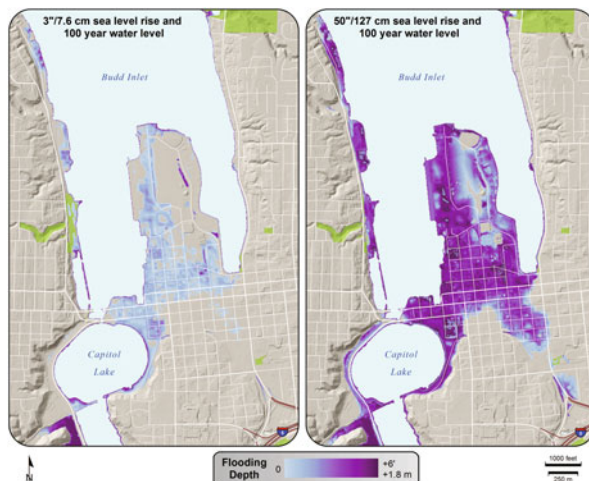 3"/7.6 cm sea level rise and
100 year water level
Budd Inlet
Capitol
Lake
50"/127 cm sea level rise and
100 year water level
Budd Inlet
Capitol
Lake
5
5
N
Flooding
Depth
0
+6'
+1.8 m
1000 feet
250 m